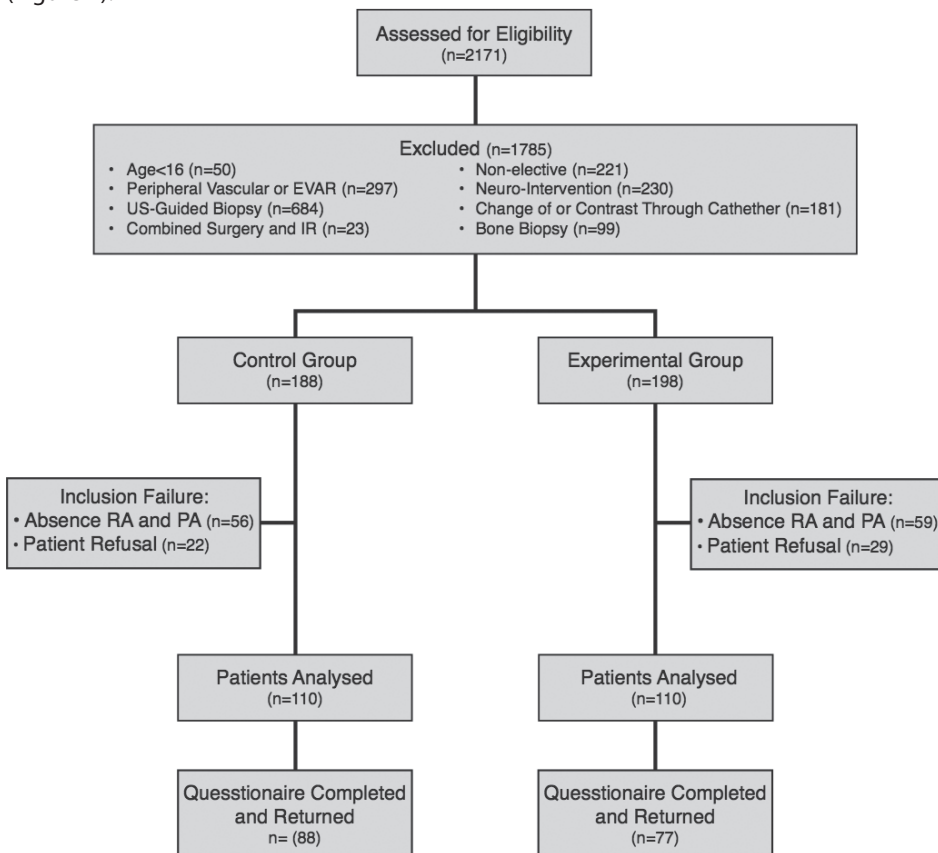 Assessed for Eligibility
(n=2171)
Excluded (n=1785)
• Age<16 (n=50)
• Peripheral Vascular or EVAR (n=297)
• US-Guided Biopsy (n=684)
• Combined Surgery and IR (n=23)
• Non-elective (n=221)
• Neuro-Intervention (n=230)
• Change of or Contrast Through Cathether (n=181)
• Bone Biopsy (n=99)
Control Group
(n=188)
Experimental Group
(n=198)
Inclusion Failure:
• Absence RA and PA (n=56)
• Patient Refusal (n=22)
Inclusion Failure:
• Absence RA and PA (n=59)
• Patient Refusal (n=29)
Patients Analysed
(n=110)
Patients Analysed
(n=110)
Quesstionaire Completed
and Returned
n= (88)
Quesstionaire Completed
and Returned
(n=77)